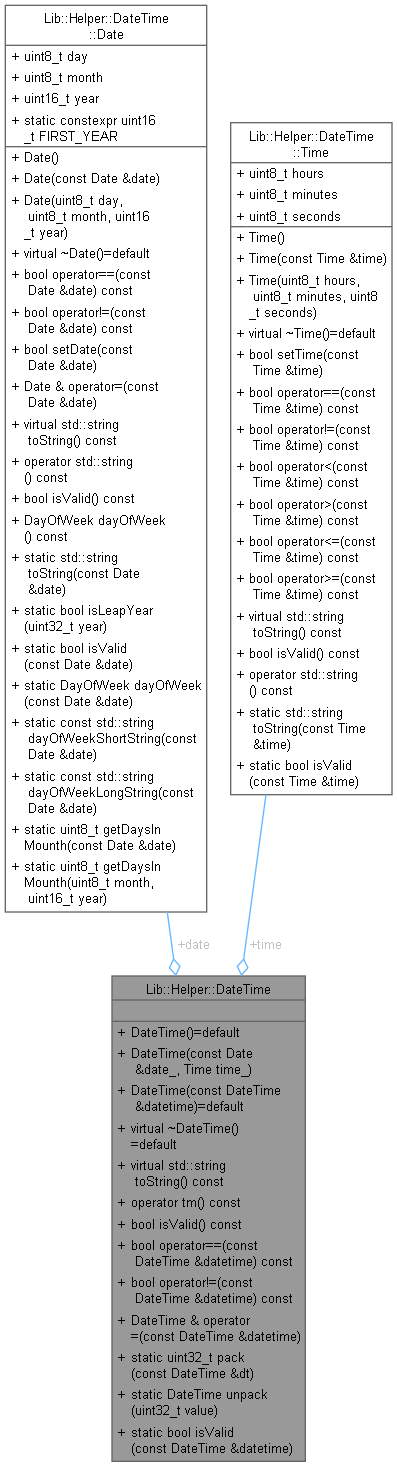 Lib::Helper::DateTime
::Date
+ uint8_t day
+ uint8_t month
+ uint16_t year
+ static constexpr uint16
_t FIRST_YEAR
+ Date()
+ Date(const Date &date)
+ Date(uint8_t day,
uint8_t month, uint16
_t year)
+ virtual ~Date()=default
+ bool operator==(const
Date &date) const
+ bool operator!=(const
Date &date) const
+ bool setDate(const
Date &date)
+ Date & operator=(const
Date &date)
+ virtual std::string
toString() const
+ operator std::string
() const
+ bool isValid() const
+ DayOfWeek dayOfWeek
() const
+ static std::string
toString(const Date
&date)
+ static bool isLeapYear
(uint32_t year)
+ static bool isValid
(const Date &date)
+ static DayOfWeek dayOfWeek
(const Date &date)
+ static const std::string
dayOfWeekShortString(const
Date &date)
+ static const std::string
dayOfWeekLongString(const
Date &date)
+ static uint8_t getDaysIn
Mounth(const Date &date)
+ static uint8_t getDaysIn
Mounth(uint8_t month,
uint16_t year)
Lib::Helper::DateTime
::Time
+ uint8_t hours
+ uint8_t minutes
+ uint8_t seconds
+ Time()
+ Time(const Time &time)
+ Time(uint8_t hours,
uint8_t minutes, uint8
_t seconds)
+ virtual ~Time()=default
+ bool setTime(const
Time &time)
+ bool operator==(const
Time &time) const
+ bool operator!=(const
Time &time) const
+ bool operator<(const
Time &time) const
+ bool operator>(const
Time &time) const
+ bool operator<=(const
Time &time) const
+ bool operator>=(const
Time &time) const
+ virtual std::string
toString() const
+ bool isValid() const
+ operator std::string
() const
+ static std::string
toString(const Time
&time)
+ static bool isValid
(const Time &time)
+date
+time
Lib::Helper::DateTime
+ DateTime()=default
+ DateTime(const Date
&date_, Time time_)
+ DateTime(const DateTime
&datetime)=default
+ virtual ~DateTime()
=default
+ virtual std::string
toString() const
+ operator tm() const
+ bool isValid() const
+ bool operator==(const
DateTime &datetime) const
+ bool operator!=(const
DateTime &datetime) const
+ DateTime & operator
=(const DateTime &datetime)
+ static uint32_t pack
(const DateTime &dt)
+ static DateTime unpack
(uint32_t value)
+ static bool isValid
(const DateTime &datetime)